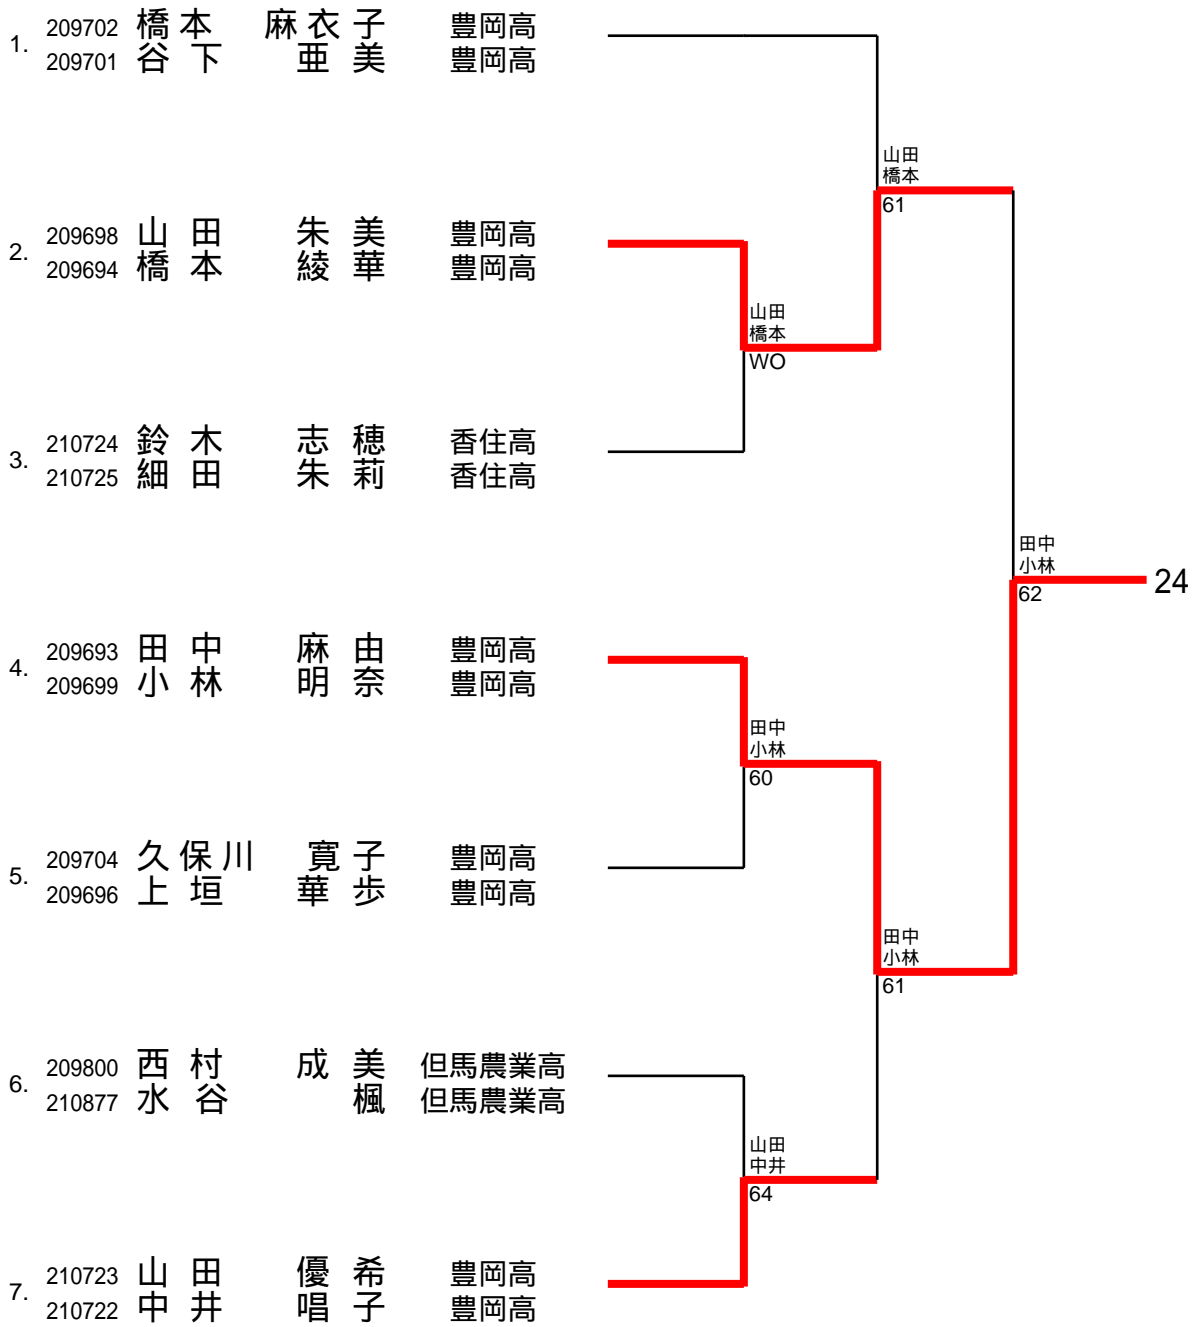 1. 209702 橋本 麻衣子 豊岡高
209701 谷下 亜美 豊岡高
山田
橋本
61
2. 209698 山田 朱美 豊岡高
209694 橋本 綾華 豊岡高
山田
橋本
WO
3. 210724 鈴木 志穂 香住高
210725 細田 朱莉 香住高
田中
小林
62
24
4. 209693 田中 麻由 豊岡高
209699 小林 明奈 豊岡高
田中
小林
60
5. 209704 久保川 寛子 豊岡高
209696 上垣 華歩 豊岡高
田中
小林
61
6. 209800 西村 成美 但馬農業高
210877 水谷 楓 但馬農業高
山田
中井
64
7. 210723 山田 優希 豊岡高
210722 中井 唱子 豊岡高